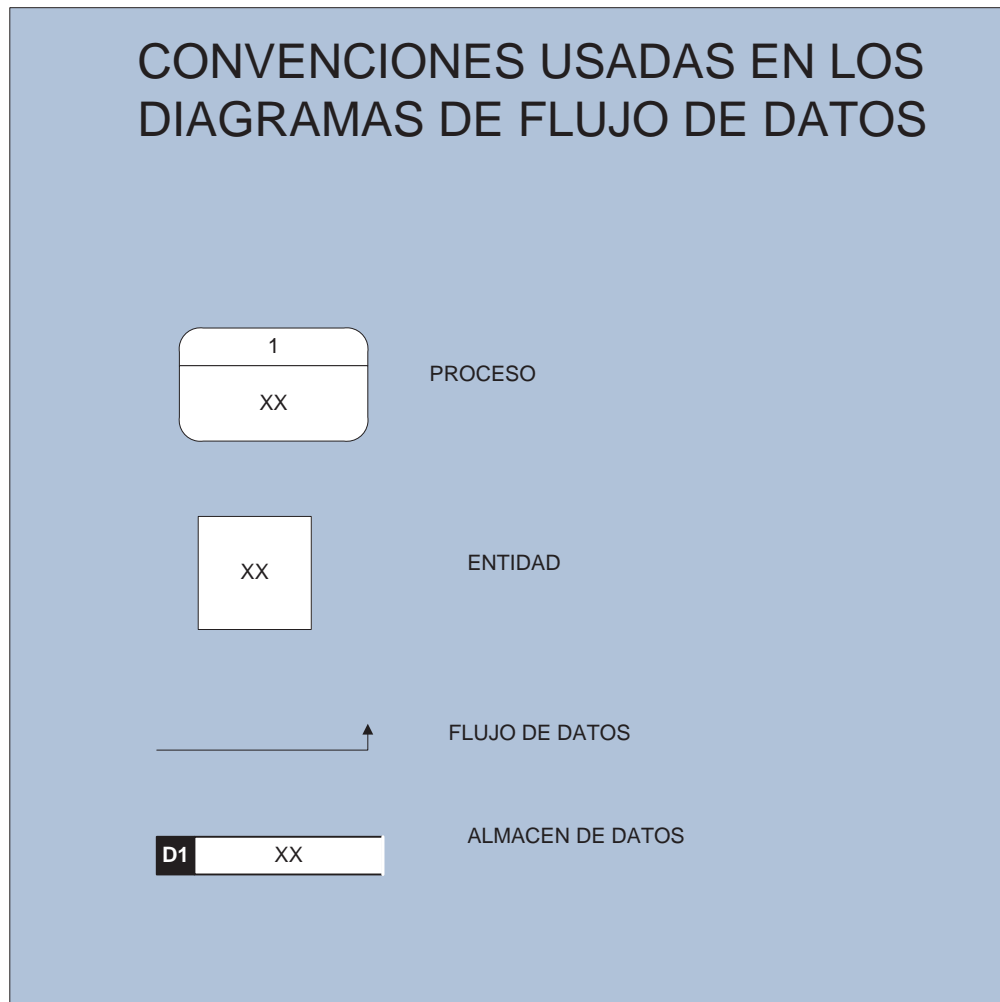 CONVENCIONES USADAS EN LOS
DIAGRAMAS DE FLUJO DE DATOS
1
XX
PROCESO
XX
ENTIDAD
FLUJO DE DATOS
D1 XX
ALMACEN DE DATOS